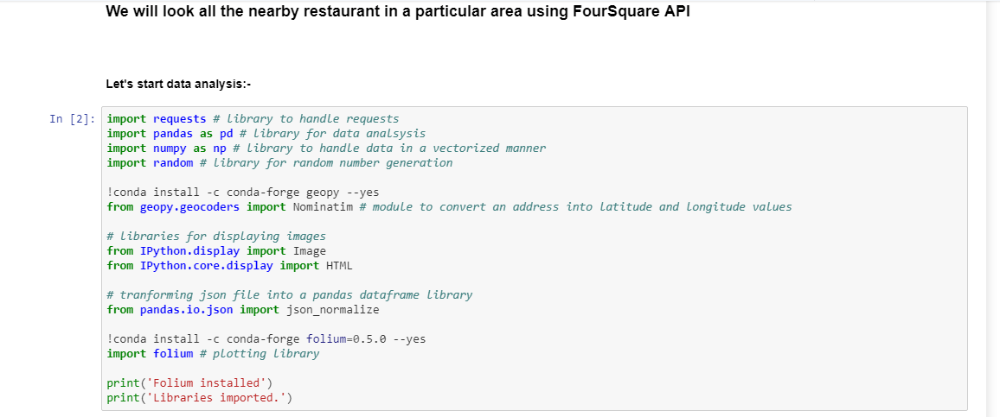 We will look all the nearby restaurant in a particular area using FourSquare API
Let's start data analysis:-
In [2]:
import requests # library to handle requests
import pandas as pd # library for data analsysis
import numpy as np # library to handle data in a vectorized manner
import random # library for random number generation
!conda install -c conda-forge geopy --yes
from geopy.geocoders import Nominatim # module to convert an address into latitude and longitude values
# libraries for displaying images
from IPython.display import Image
from IPython.core.display import HTML
# tranforming json file into a pandas dataframe library
from pandas.io.json import json_normalize
!conda install -c conda-forge folium=0.5.0 --yes
import folium # plotting library
print('Folium installed')
print('Libraries imported.')